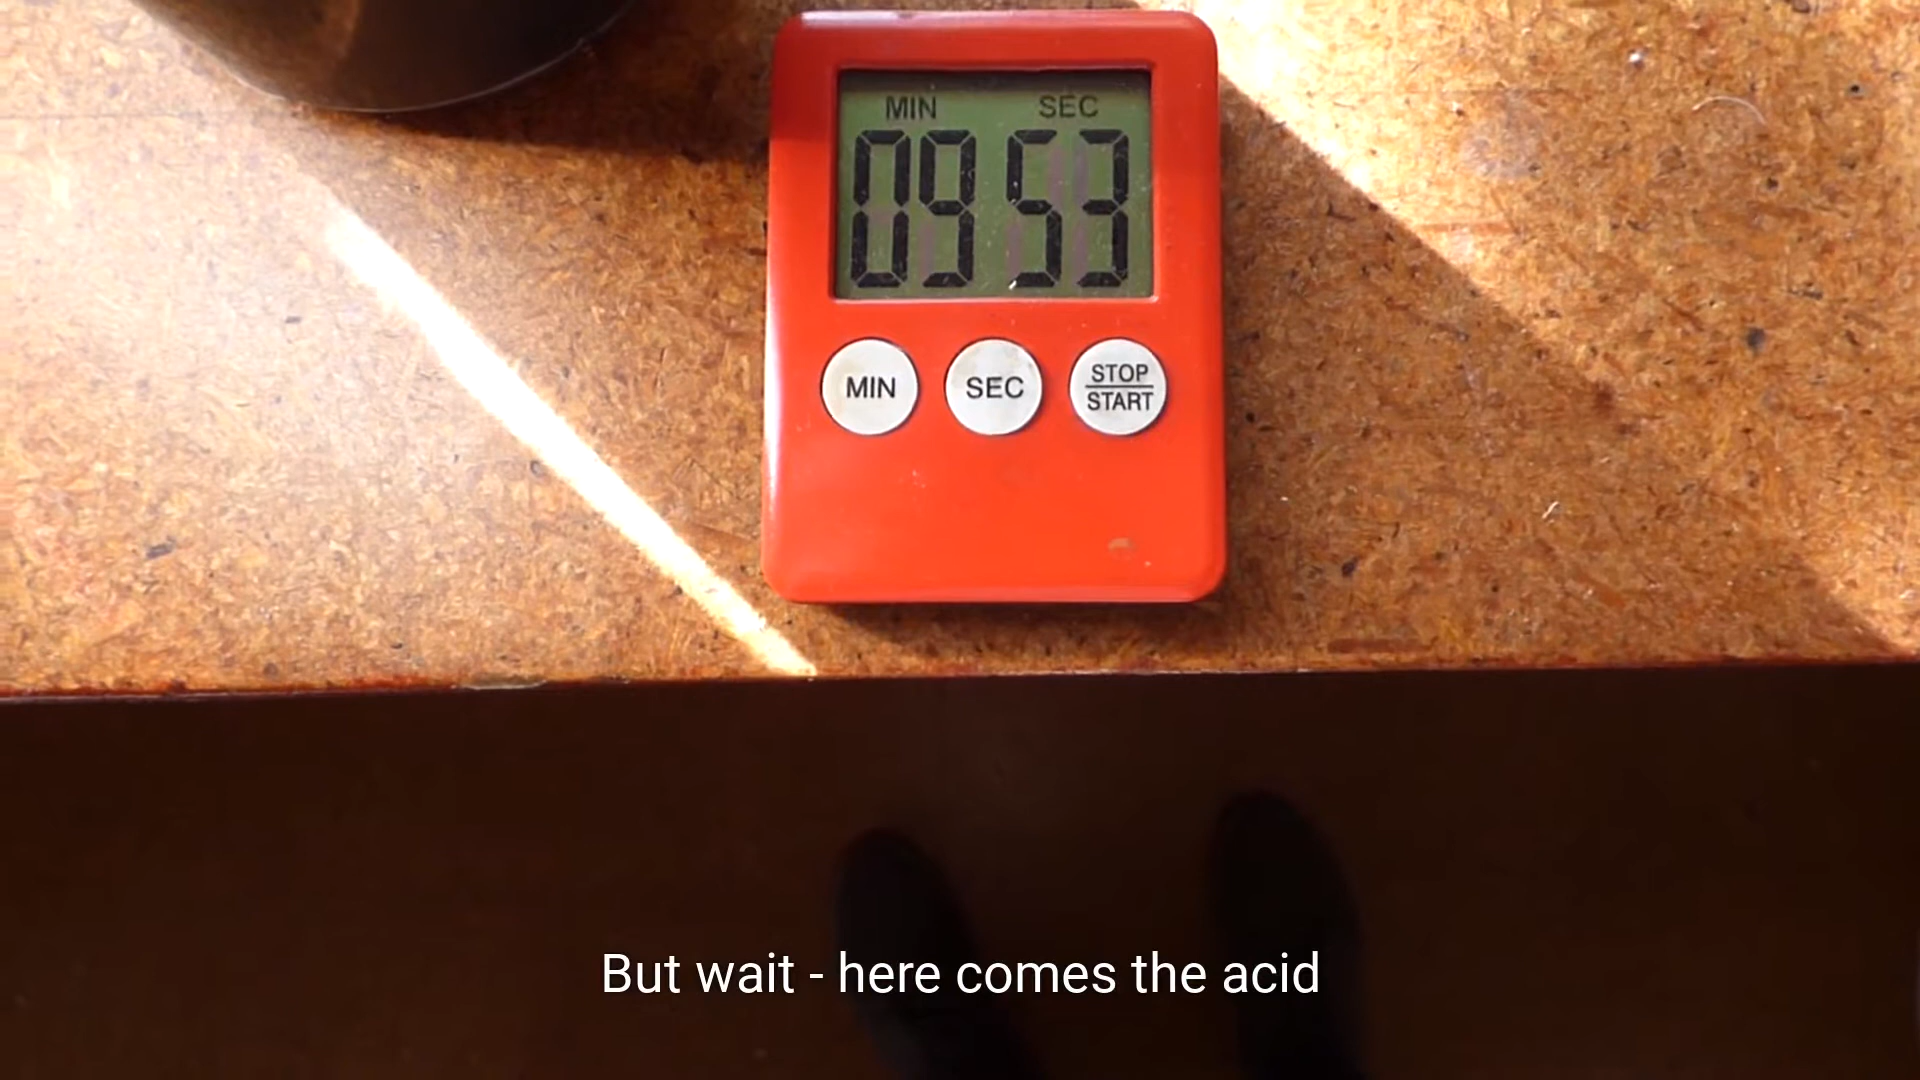 MIN SEC
09 53
MIN SEC STOP
START
But wait - here comes the acid